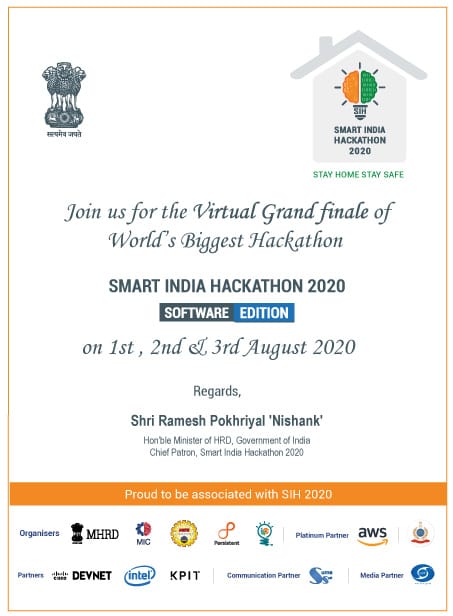 सत्यमेव जयते
SIH
SMART INDIA
HACKATHON
2020
STAY HOME STAY SAFE
Join us for the Virtual Grand finale of
World's Biggest Hackathon
SMART INDIA HACKATHON 2020
SOFTWARE EDITION
on 1st , 2nd & 3rd August 2020
Regards,
Shri Ramesh Pokhriyal 'Nishank'
Hon'ble Minister of HRD, Government of India
Chief Patron, Smart India Hackathon 2020
Proud to be associated with SIH 2020
Organisers MHRD MIC Persistent Platinum Partner aws
Partners cisco DEVNET intel KPIT Communication Partner Media Partner